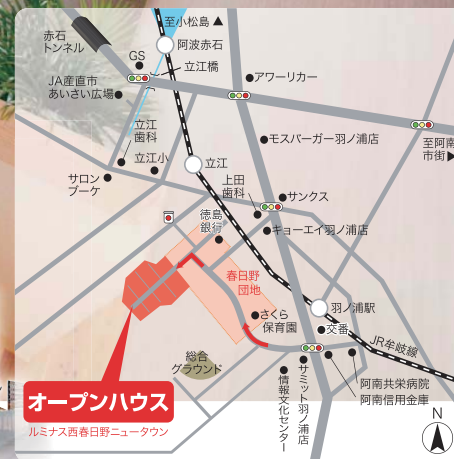 至小松島▲
赤石
トンネル
阿波赤石
GS
立江橋
JA産直市
あいさい広場
アワーリカー
立江
歯科
モスバーガー羽ノ浦店
至阿南
市街▶
立江小
立江
サロン
ブーケ
上田
歯科
サンクス
徳島
銀行
キョーエイ羽ノ浦店
春日野
団地
羽ノ浦駅
さくら
保育園
交番
JR牟岐線
総合
グラウンド
阿南共栄病院
阿南信用金庫
サミット羽ノ浦店
情報文化センター
オープンハウス
ルミナス西春日野ニュータウン
N